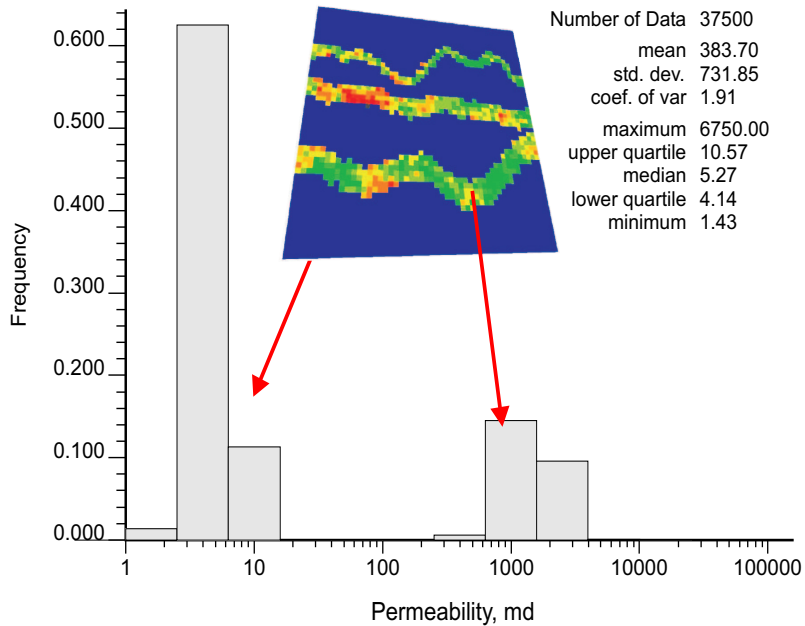 Number of Data 37500
mean 383.70
std. dev. 731.85
coef. of var 1.91
maximum 6750.00
upper quartile 10.57
median 5.27
lower quartile 4.14
minimum 1.43
Frequency
0.600
0.500
0.400
0.300
0.200
0.100
0.000
1 10 100 1000 10000 100000
Permeability, md